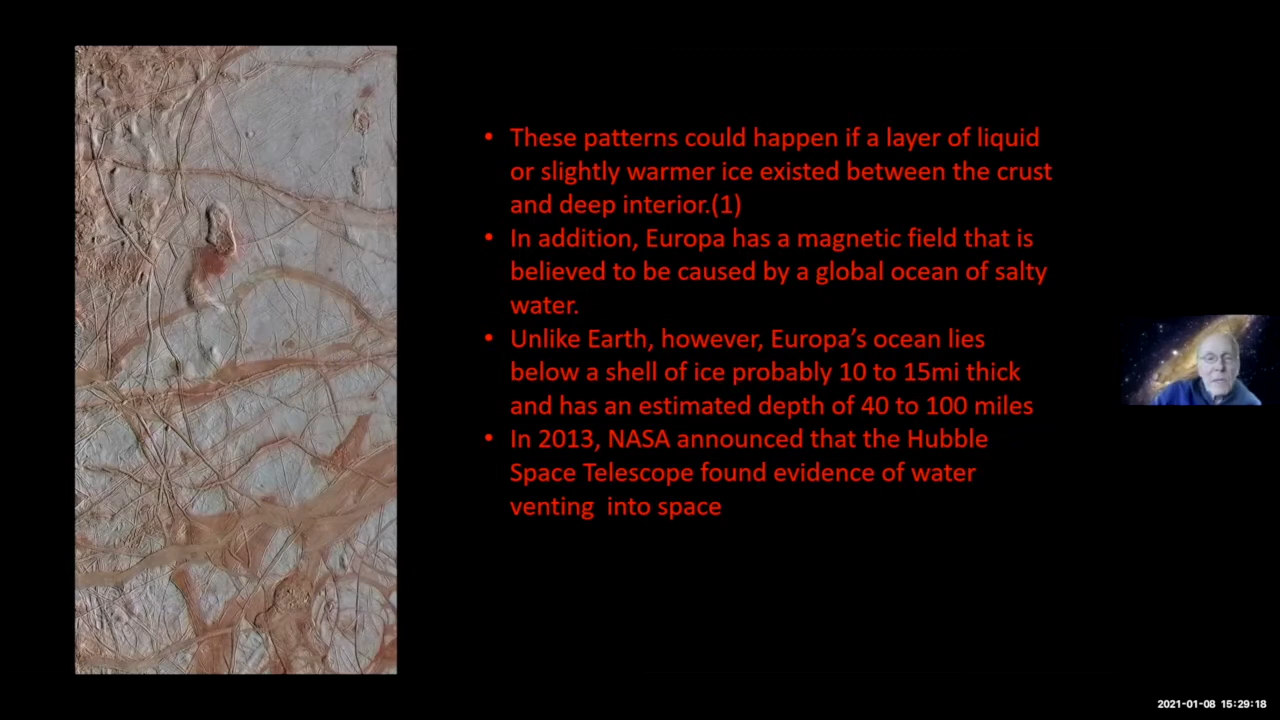 • These patterns could happen if a layer of liquid
or slightly warmer ice existed between the crust
and deep interior.(1)
• In addition, Europa has a magnetic field that is
believed to be caused by a global ocean of salty
water.
• Unlike Earth, however, Europa’s ocean lies
below a shell of ice probably 10 to 15mi thick
and has an estimated depth of 40 to 100 miles
• In 2013, NASA announced that the Hubble
Space Telescope found evidence of water
venting  into space
2021-01-08 15:29:18